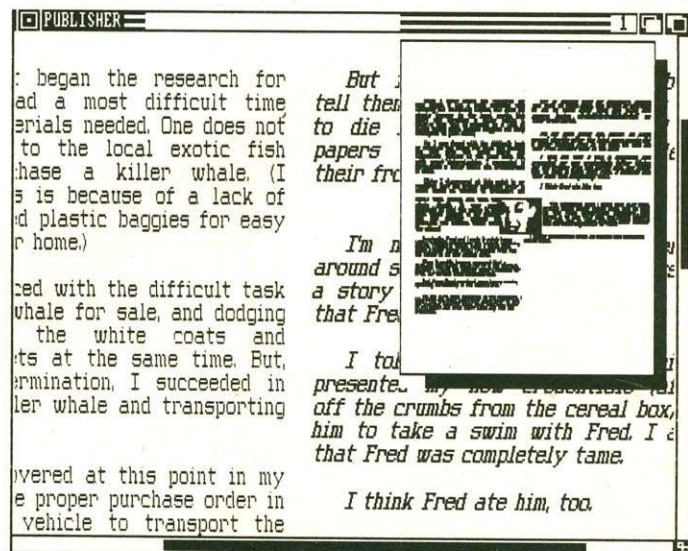 PUBLISHER 1
began the research for
ad a most difficult time
erials needed. One does not
to the local exotic fish
hase a killer whale. (I
s is because of a lack of
d plastic baggies for easy
r home.)
ced with the difficult task
whale for sale, and dodging
the white coats and
ts at the same time. But,
ermination, I succeeded in
ler whale and transporting
overed at this point in my
e proper purchase order in
vehicle to transport the
But
tell them
to die
papers
their fro
I'm
around s
a story
that Fred
I tol
presented my new credentials
off the crumbs from the cereal box,
him to take a swim with Fred. I a
that Fred was completely tame.
I think Fred ate him, too.